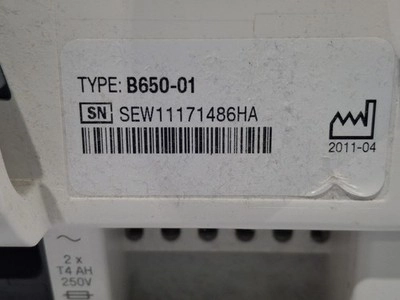 TYPE: B650-01
SN SEW11171486HA
2011-04
2 x
T4 AH
250V